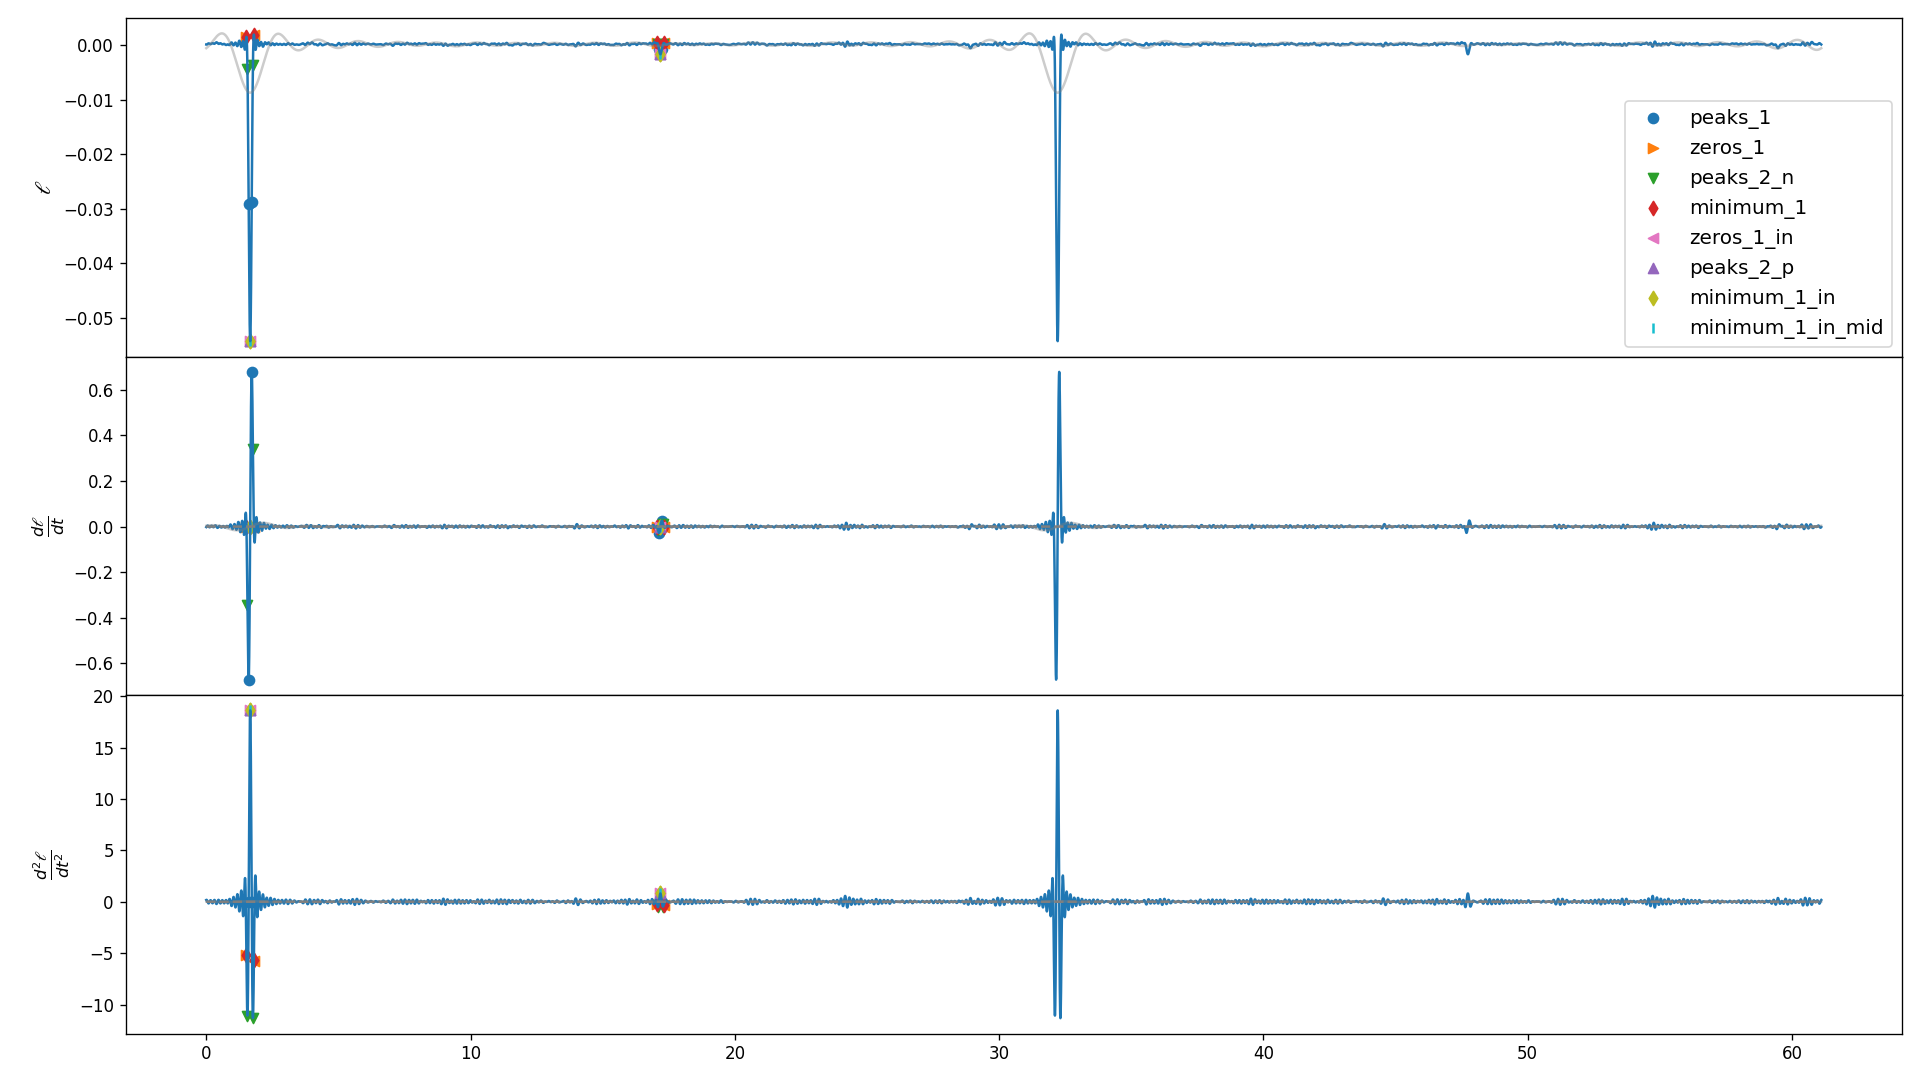 0.00
−0.01
−0.02
−0.03
−0.04
−0.05
ℓ
peaks_1
zeros_1
peaks_2_n
minimum_1
zeros_1_in
peaks_2_p
minimum_1_in
minimum_1_in_mid
0.6
0.4
0.2
0.0
−0.2
−0.4
−0.6
dℓ
dt
20
15
10
5
0
−5
−10
d²ℓ
dt²
0 10 20 30 40 50 60